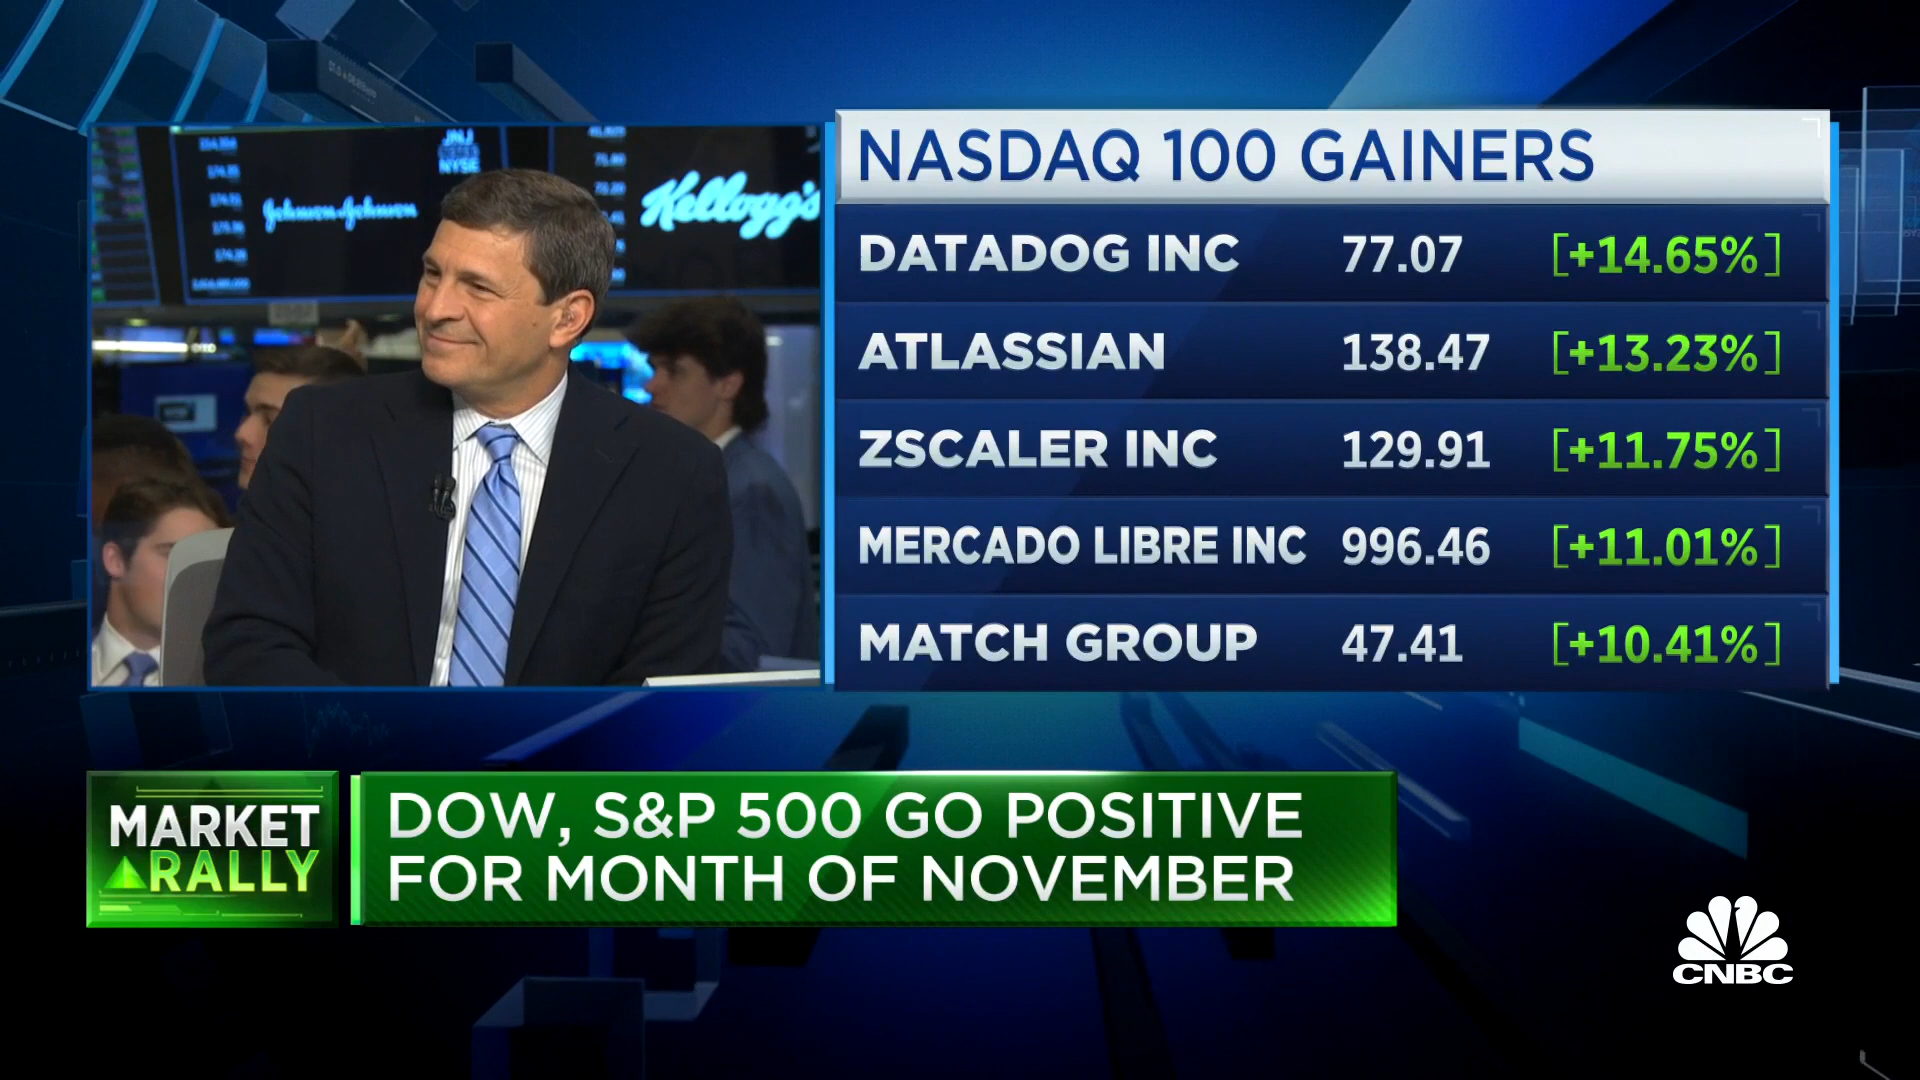 JNJ
NYSE
Johnson & Johnson
Kellogg's
NASDAQ 100 GAINERS
DATADOG INC 77.07 [+14.65%]
ATLASSIAN 138.47 [+13.23%]
ZSCALER INC 129.91 [+11.75%]
MERCADO LIBRE INC 996.46 [+11.01%]
MATCH GROUP 47.41 [+10.41%]
MARKET
RALLY
DOW, S&P 500 GO POSITIVE
FOR MONTH OF NOVEMBER
CNBC